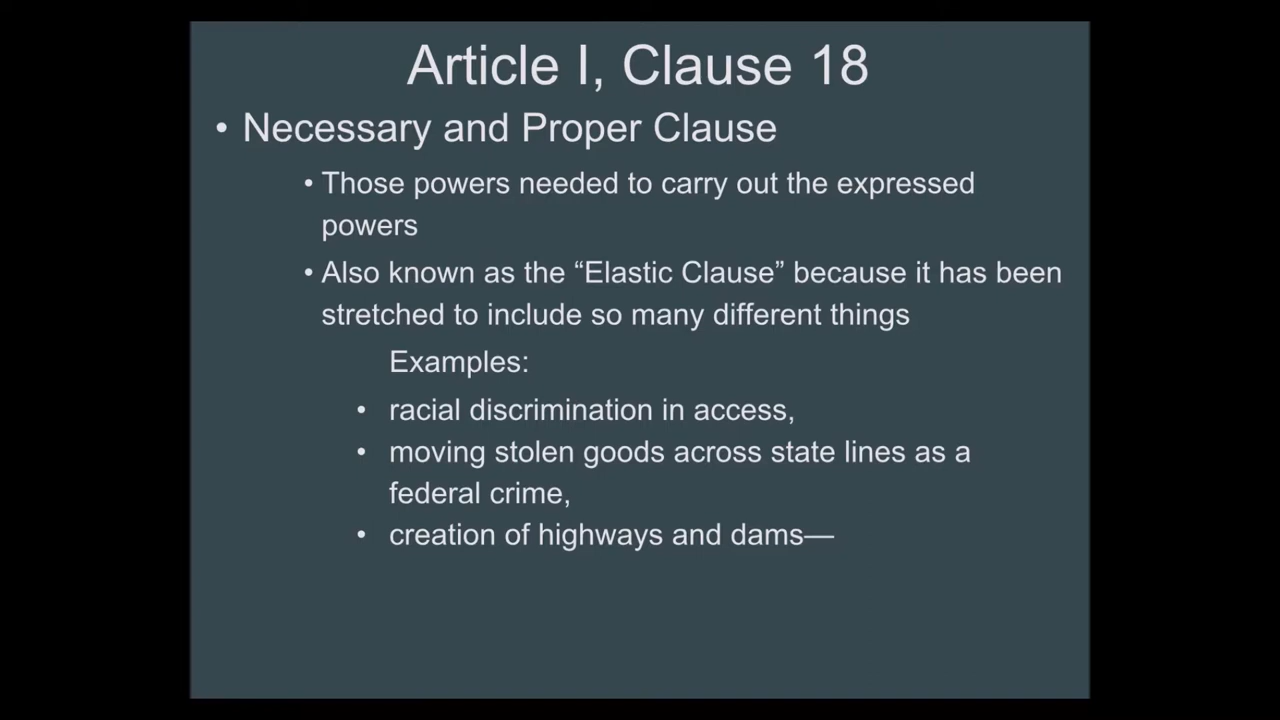 Article I, Clause 18
• Necessary and Proper Clause
• Those powers needed to carry out the expressed
powers
• Also known as the “Elastic Clause” because it has been
stretched to include so many different things
Examples:
• racial discrimination in access,
• moving stolen goods across state lines as a
federal crime,
• creation of highways and dams—